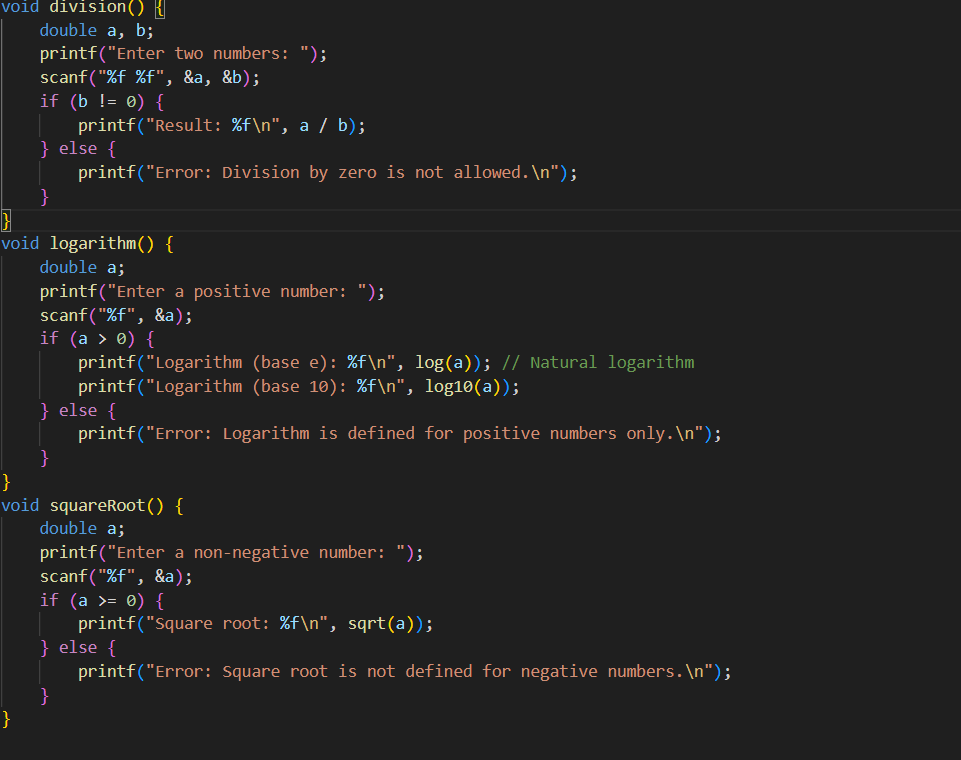 void division() {
    double a, b;
    printf("Enter two numbers: ");
    scanf("%f %f", &a, &b);
    if (b != 0) {
        printf("Result: %f\n", a / b);
    } else {
        printf("Error: Division by zero is not allowed.\n");
    }
}
void logarithm() {
    double a;
    printf("Enter a positive number: ");
    scanf("%f", &a);
    if (a > 0) {
        printf("Logarithm (base e): %f\n", log(a)); // Natural logarithm
        printf("Logarithm (base 10): %f\n", log10(a));
    } else {
        printf("Error: Logarithm is defined for positive numbers only.\n");
    }
}
void squareRoot() {
    double a;
    printf("Enter a non-negative number: ");
    scanf("%f", &a);
    if (a >= 0) {
        printf("Square root: %f\n", sqrt(a));
    } else {
        printf("Error: Square root is not defined for negative numbers.\n");
    }
}